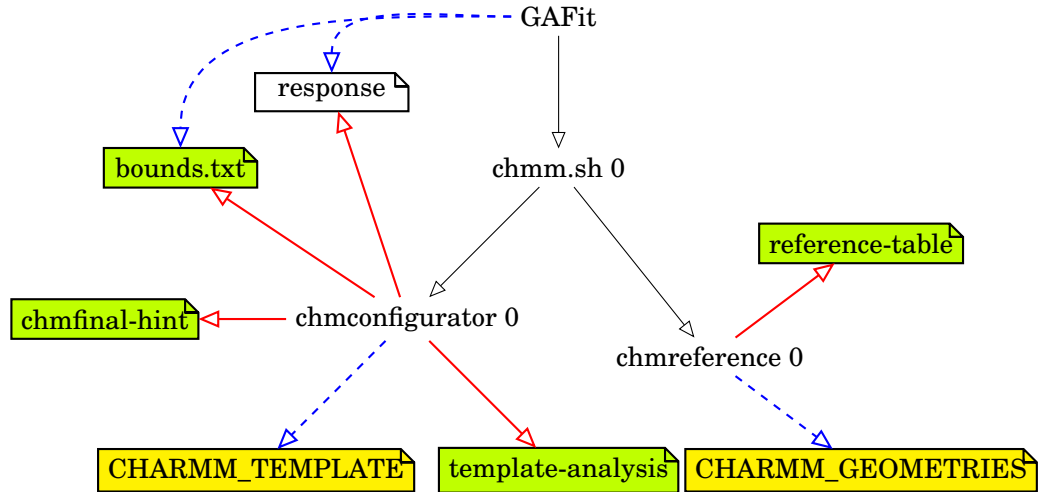 GAFit
response
bounds.txt
chmm.sh 0
reference-table
chmfinal-hint
chmconfigurator 0
chmreference 0
CHARMM_TEMPLATE
template-analysis
CHARMM_GEOMETRIES